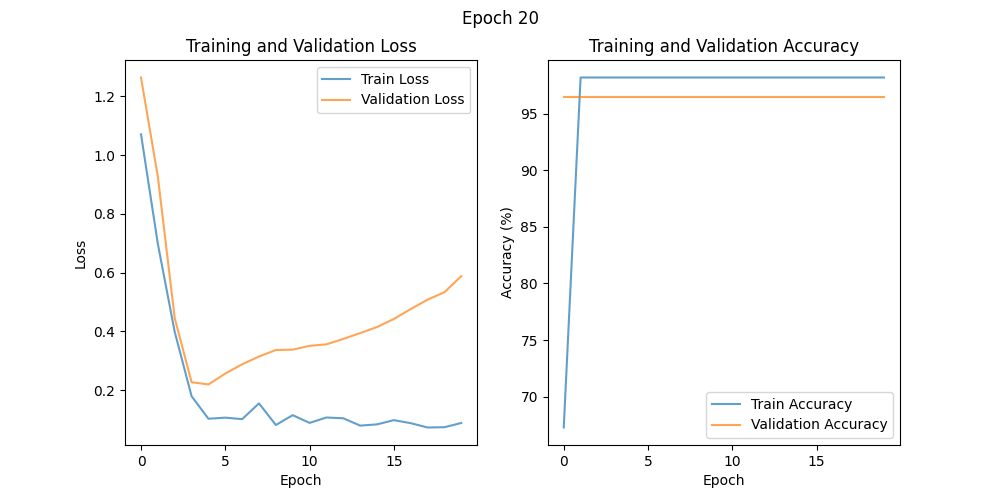 Epoch 20
Training and Validation Loss
Train Loss
Validation Loss
1.2
1.0
0.8
0.6
0.4
0.2
Loss
0 5 10 15
Epoch
Training and Validation Accuracy
95
90
85
80
75
70
Accuracy (%)
Train Accuracy
Validation Accuracy
0 5 10 15
Epoch